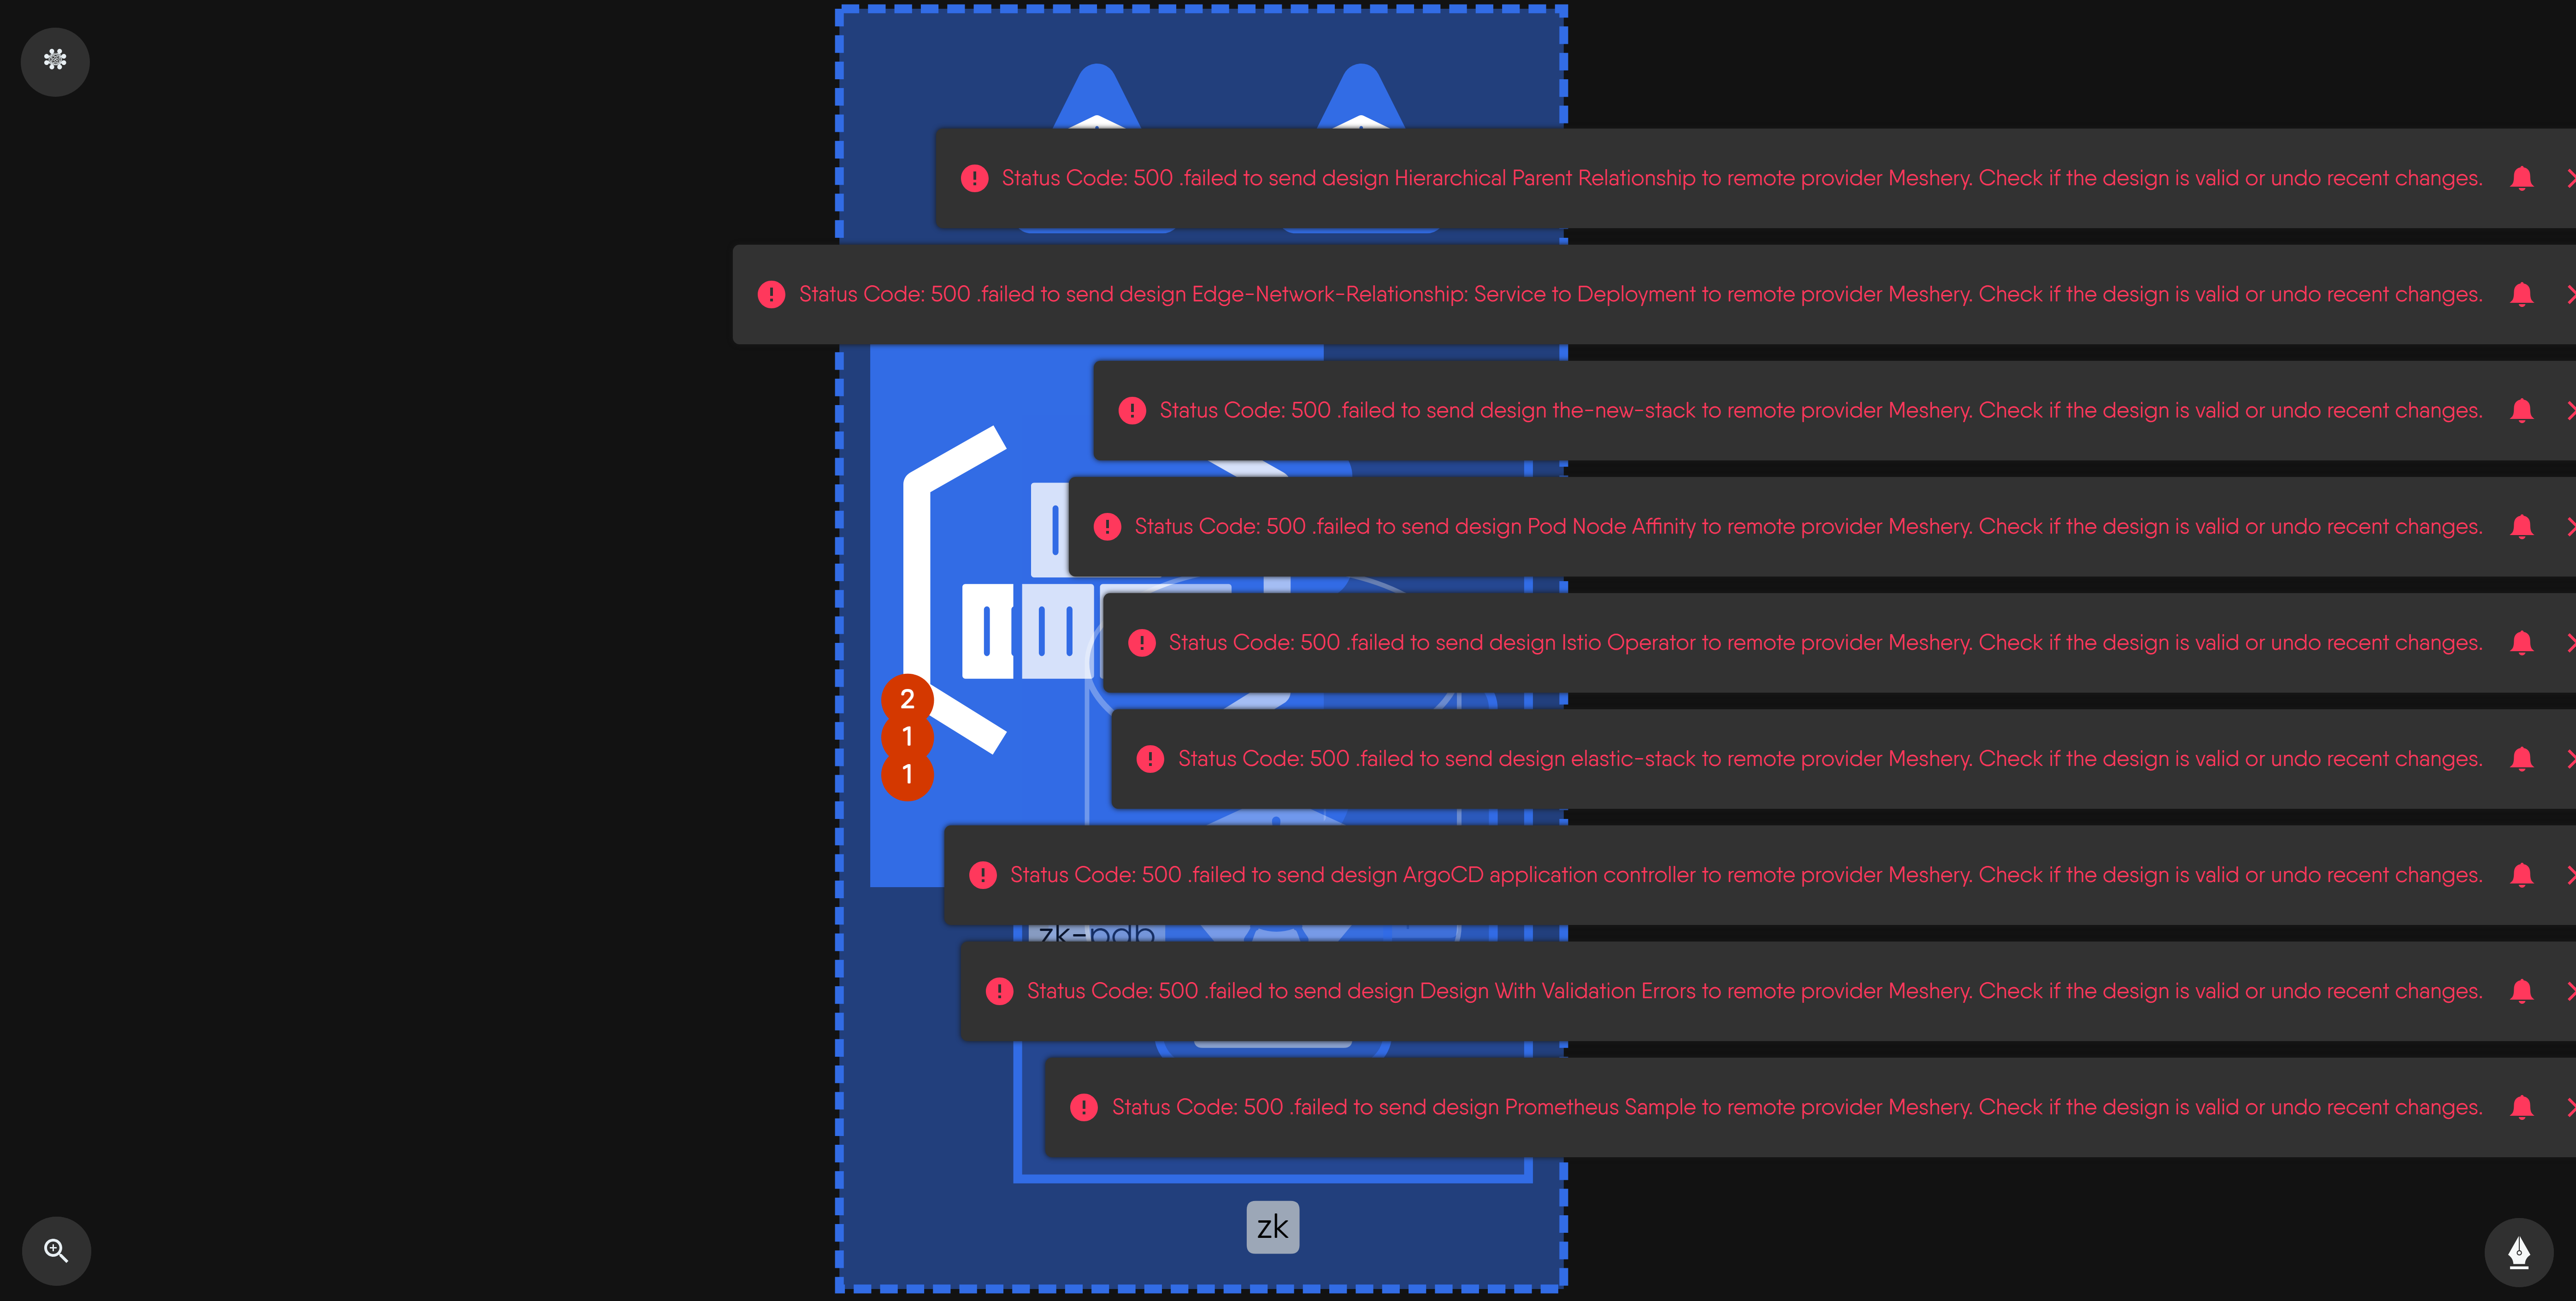 Status Code: 500 .failed to send design Hierarchical Parent Relationship to remote provider Meshery. Check if the design is valid or undo recent changes.
Status Code: 500 .failed to send design Edge-Network-Relationship: Service to Deployment to remote provider Meshery. Check if the design is valid or undo recent changes.
Status Code: 500 .failed to send design the-new-stack to remote provider Meshery. Check if the design is valid or undo recent changes.
Status Code: 500 .failed to send design Pod Node Affinity to remote provider Meshery. Check if the design is valid or undo recent changes.
Status Code: 500 .failed to send design Istio Operator to remote provider Meshery. Check if the design is valid or undo recent changes.
2
1
Status Code: 500 .failed to send design elastic-stack to remote provider Meshery. Check if the design is valid or undo recent changes.
1
Status Code: 500 .failed to send design ArgoCD application controller to remote provider Meshery. Check if the design is valid or undo recent changes.
zk-pdb
Status Code: 500 .failed to send design Design With Validation Errors to remote provider Meshery. Check if the design is valid or undo recent changes.
Status Code: 500 .failed to send design Prometheus Sample to remote provider Meshery. Check if the design is valid or undo recent changes.
zk